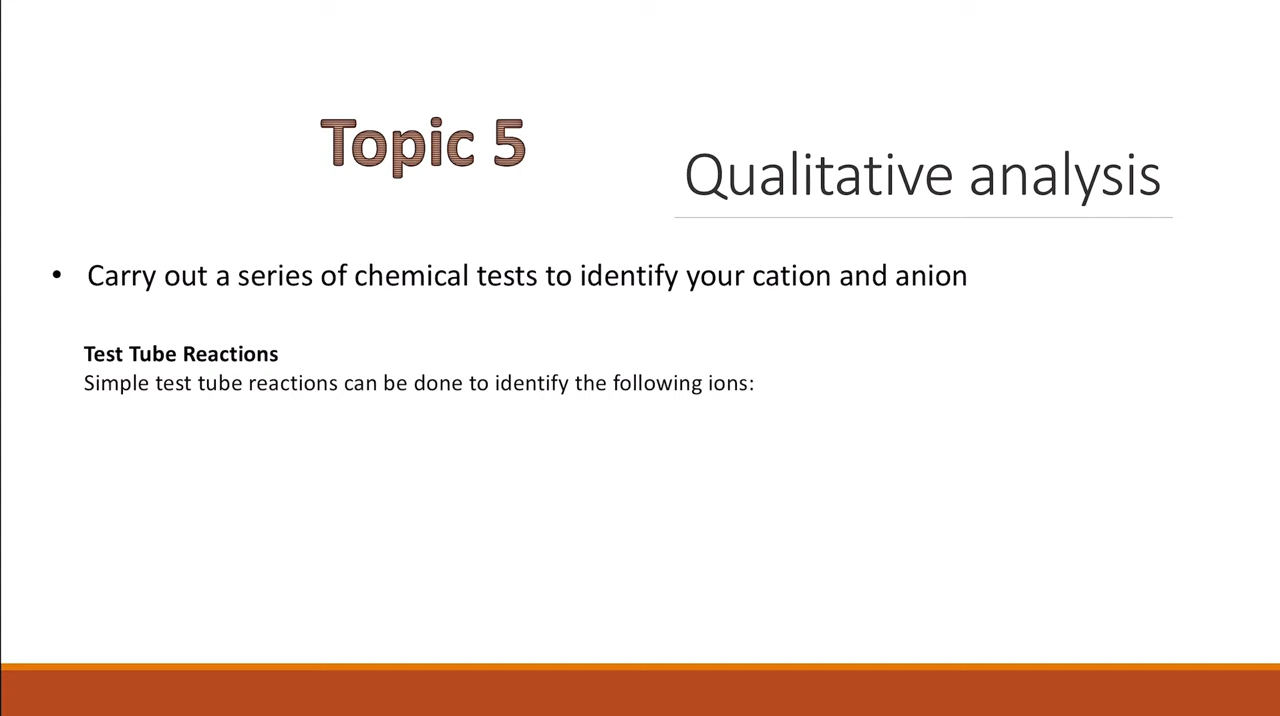 Topic 5
Qualitative analysis
• Carry out a series of chemical tests to identify your cation and anion
Test Tube Reactions
Simple test tube reactions can be done to identify the following ions: